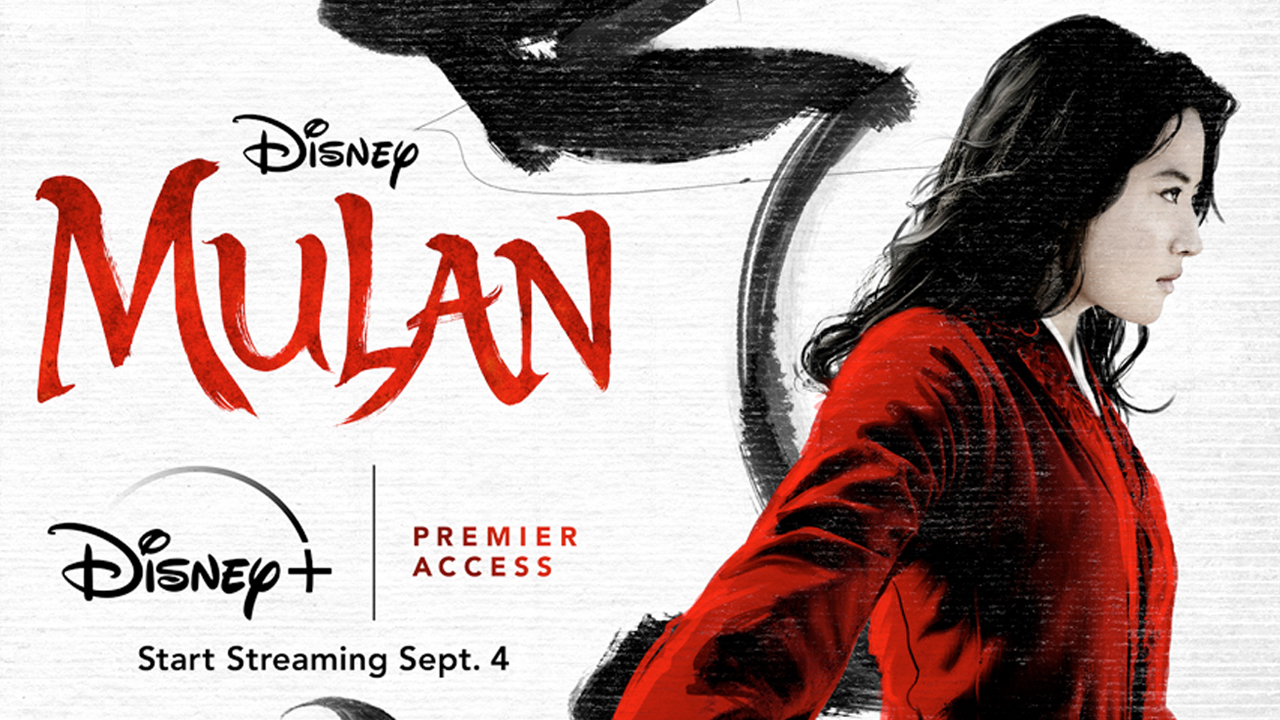 Disney
MULAN
Disney+
PREMIER
ACCESS
Start Streaming Sept. 4